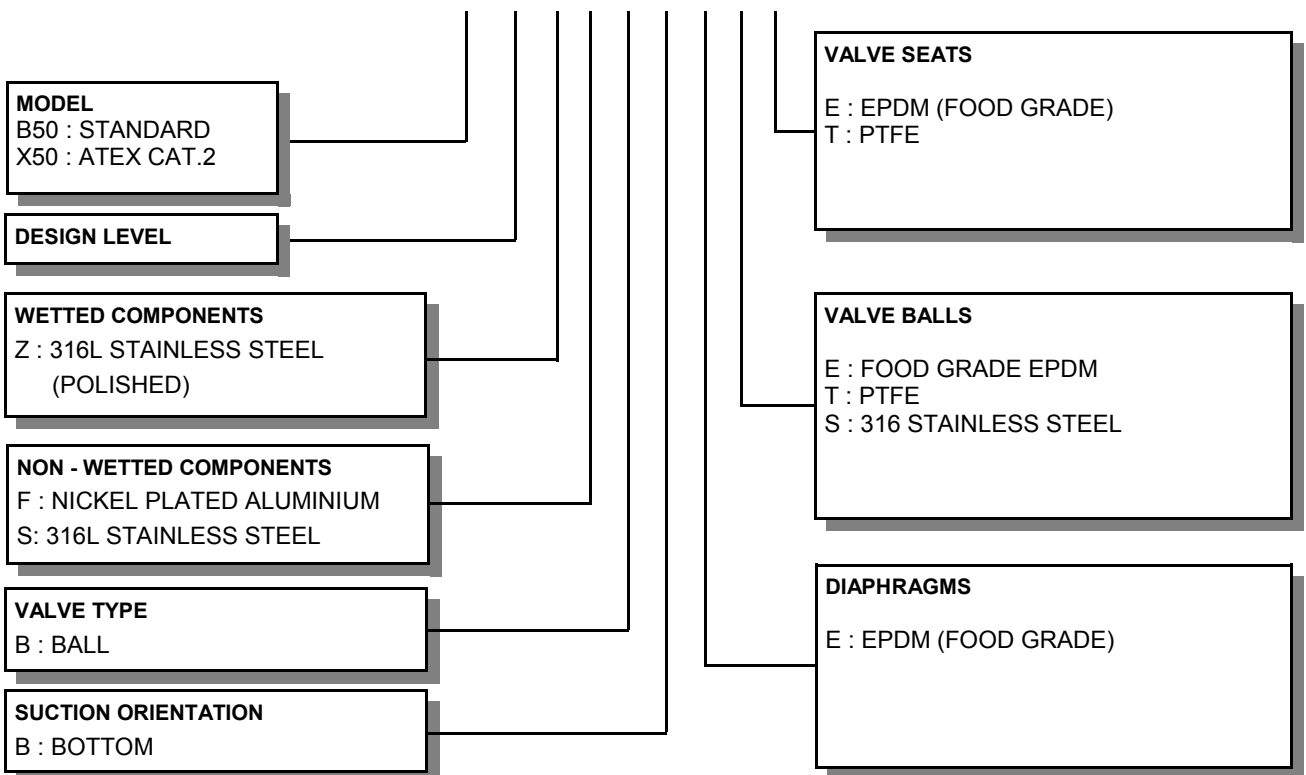 MODEL
B50 : STANDARD
X50 : ATEX CAT.2
DESIGN LEVEL
WETTED COMPONENTS
Z : 316L STAINLESS STEEL
(POLISHED)
NON - WETTED COMPONENTS
F : NICKEL PLATED ALUMINIUM
S: 316L STAINLESS STEEL
VALVE TYPE
B : BALL
SUCTION ORIENTATION
B : BOTTOM
VALVE SEATS
E : EPDM (FOOD GRADE)
T : PTFE
VALVE BALLS
E : FOOD GRADE EPDM
T : PTFE
S : 316 STAINLESS STEEL
DIAPHRAGMS
E : EPDM (FOOD GRADE)